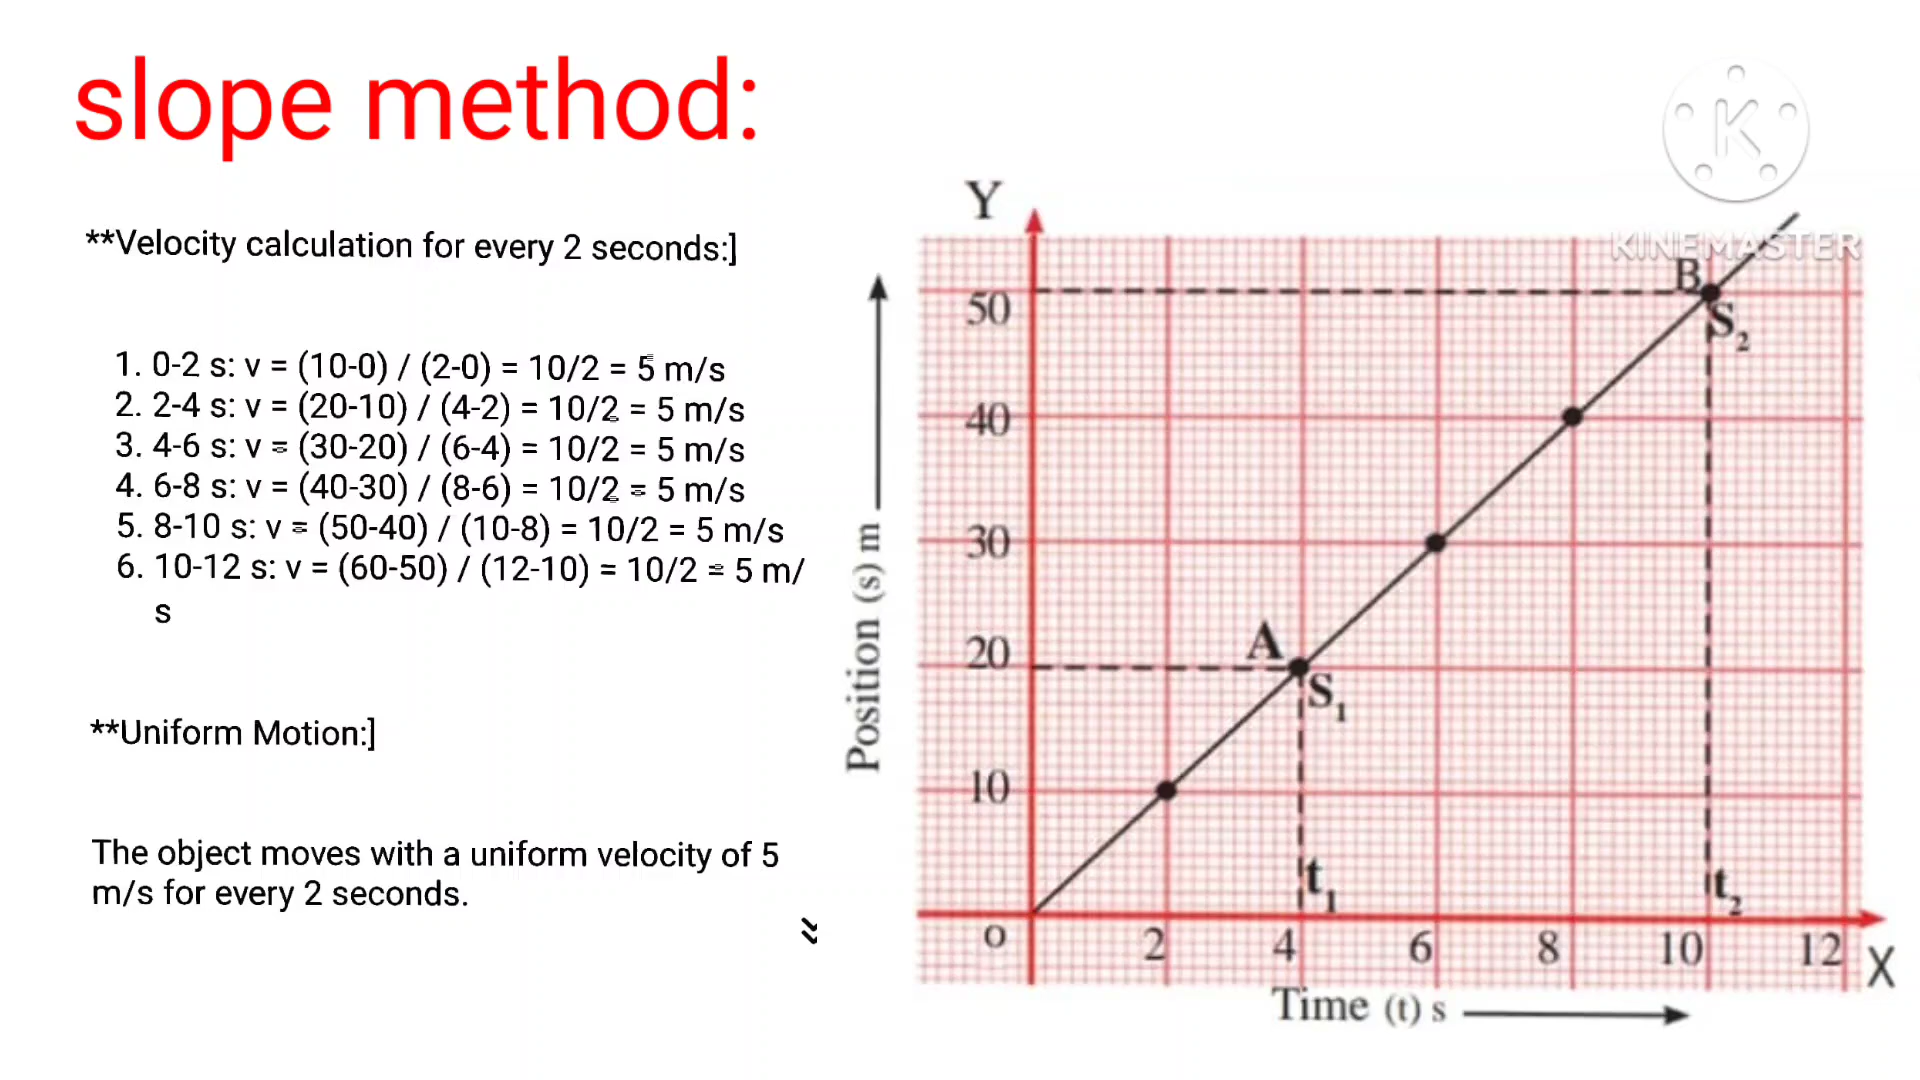 slope method:
**Velocity calculation for every 2 seconds:]
1. 0-2 s: v = (10-0) / (2-0) = 10/2 = 5 m/s
2. 2-4 s: v = (20-10) / (4-2) = 10/2 = 5 m/s
3. 4-6 s: v = (30-20) / (6-4) = 10/2 = 5 m/s
4. 6-8 s: v = (40-30) / (8-6) = 10/2 = 5 m/s
5. 8-10 s: v = (50-40) / (10-8) = 10/2 = 5 m/s
6. 10-12 s: v = (60-50) / (12-10) = 10/2 = 5 m/
s
**Uniform Motion:]
The object moves with a uniform velocity of 5
m/s for every 2 seconds.
K
KINEMASTER
Y
B
50
S₂
40
30
Position (s) m
A
20
S₁
10
t₁
t₂
o 2 4 6 8 10 12 X
Time (t) s